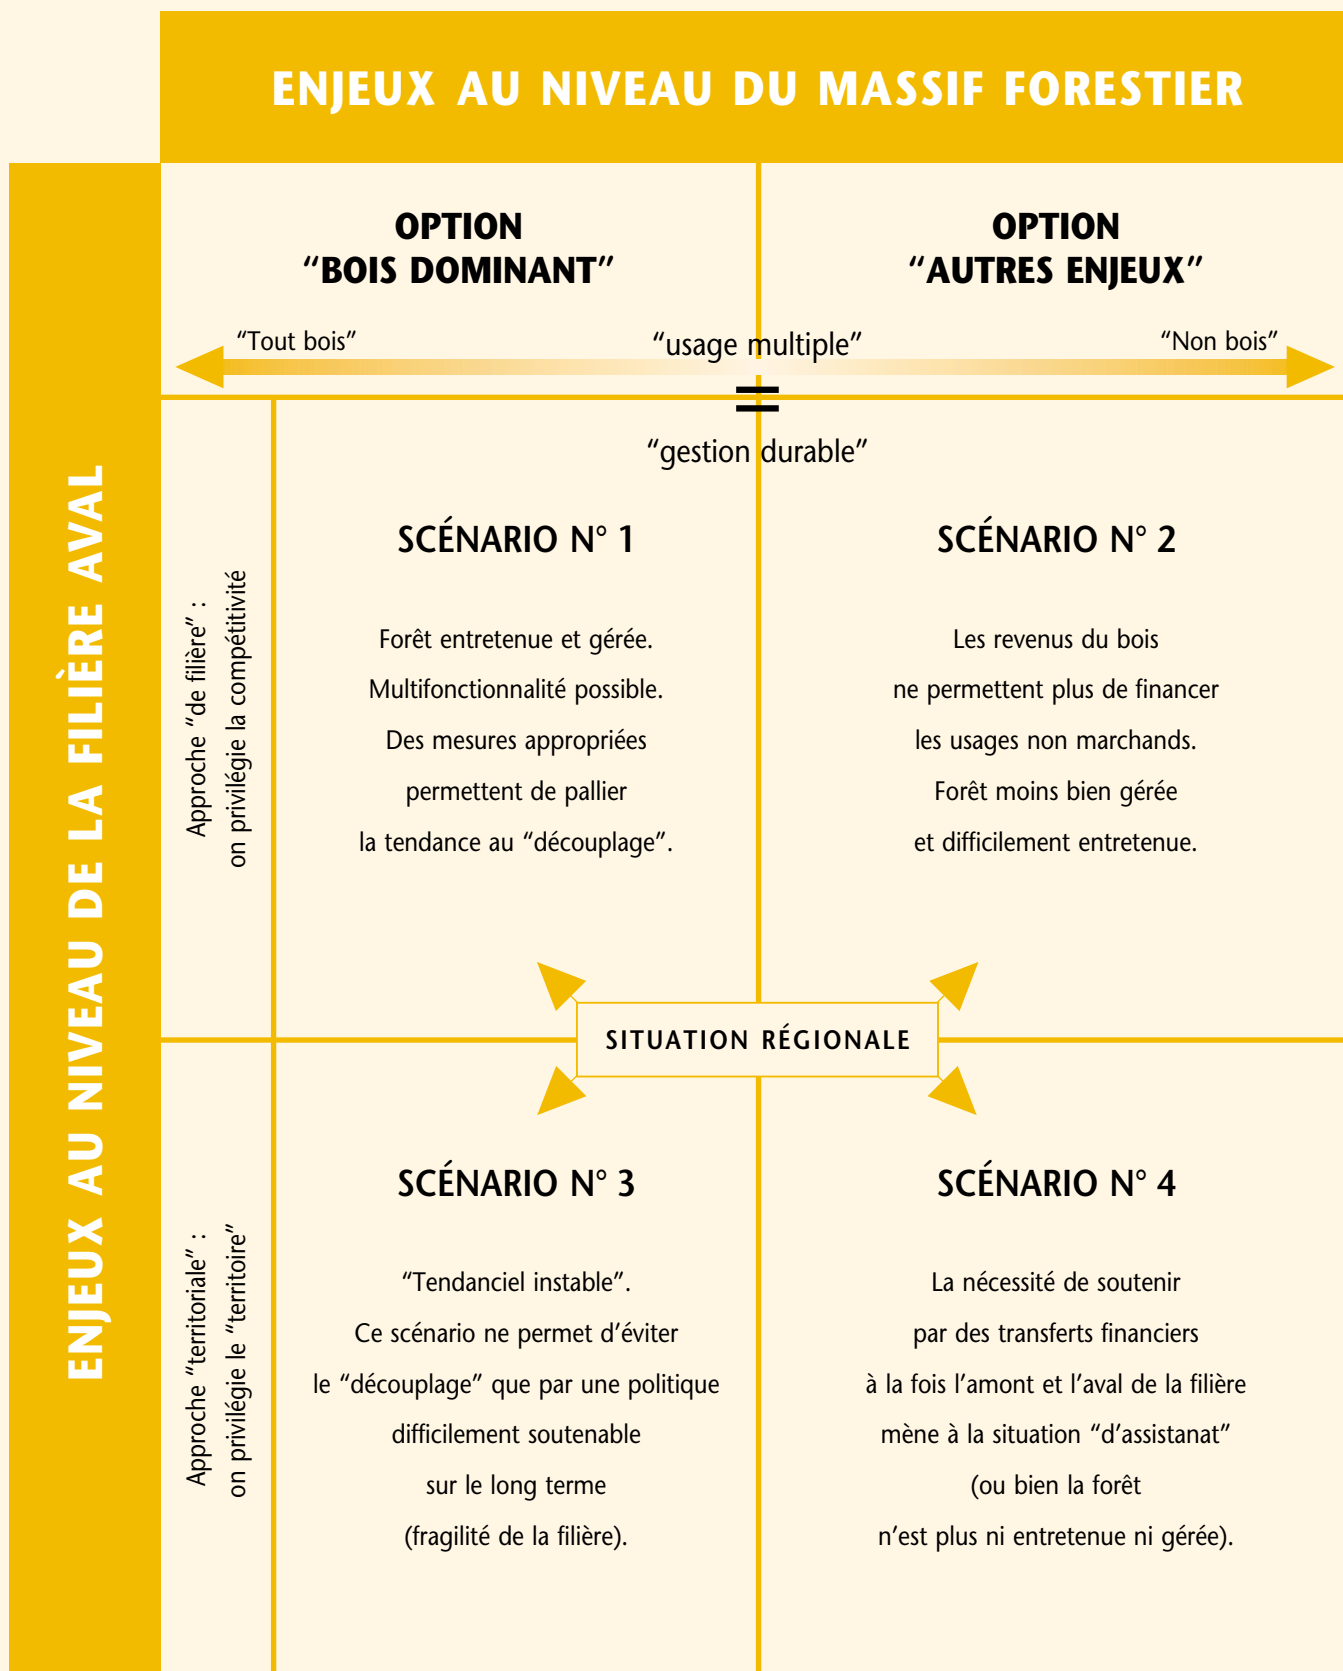 ENJEUX AU NIVEAU DU MASSIF FORESTIER
ENJEUX AU NIVEAU DE LA FILIÈRE AVAL
OPTION
“BOIS DOMINANT”
OPTION
“AUTRES ENJEUX”
“Tout bois”
“usage multiple”
“Non bois”
=
“gestion durable”
Approche “de filière” :
on privilégie la compétitivité
SCÉNARIO N° 1
Forêt entretenue et gérée.
Multifonctionnalité possible.
Des mesures appropriées
permettent de pallier
la tendance au “découplage”.
SCÉNARIO N° 2
Les revenus du bois
ne permettent plus de financer
les usages non marchands.
Forêt moins bien gérée
et difficilement entretenue.
SITUATION RÉGIONALE
Approche “territoriale” :
on privilégie le “territoire”
SCÉNARIO N° 3
“Tendanciel instable”.
Ce scénario ne permet d’éviter
le “découplage” que par une politique
difficilement soutenable
sur le long terme
(fragilité de la filière).
SCÉNARIO N° 4
La nécessité de soutenir
par des transferts financiers
à la fois l’amont et l’aval de la filière
mène à la situation “d’assistanat”
(ou bien la forêt
n’est plus ni entretenue ni gérée).